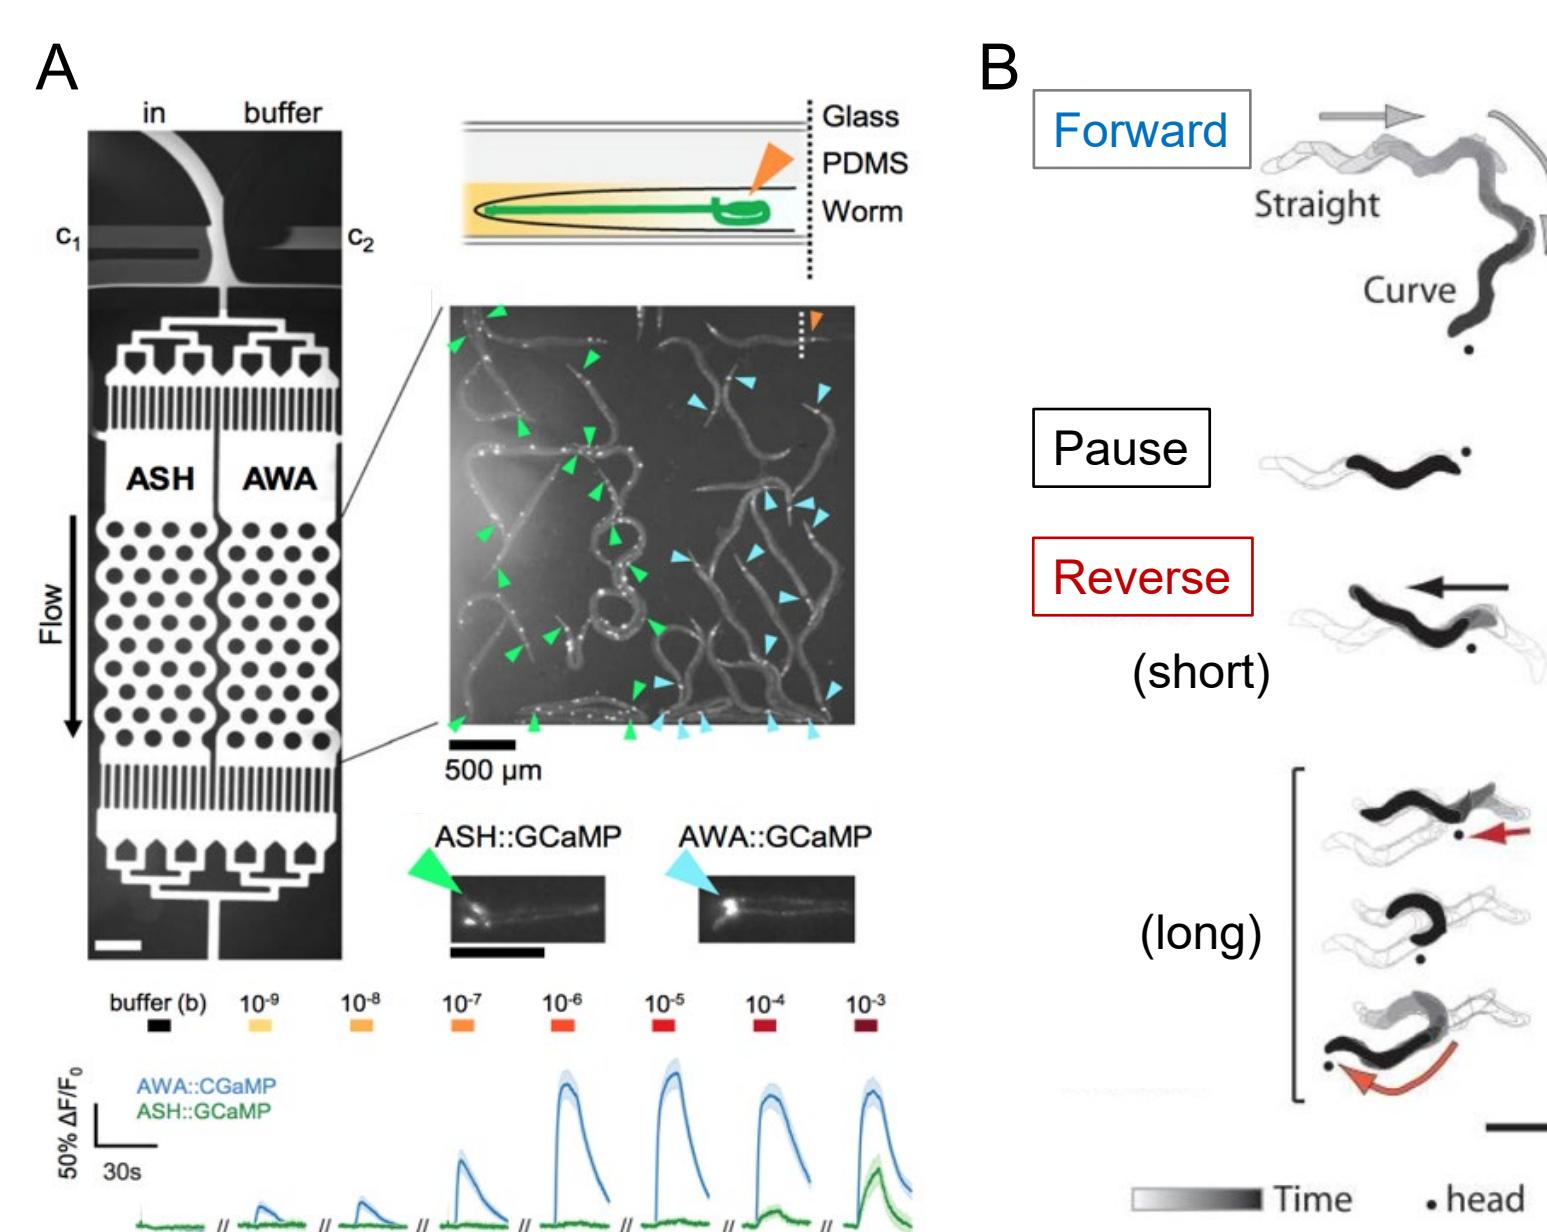 A
in buffer
c1
c2
ASH
AWA
Flow
Glass
PDMS
Worm
500 µm
ASH::GCaMP
AWA::GCaMP
buffer (b) 10-9 10-8 10-7 10-6 10-5 10-4 10-3
50% ΔF/F0
30s
AWA::CGaMP
ASH::GCaMP
// // // // // // //
B
Forward
Straight
Curve
Pause
Reverse
(short)
(long)
Time
head